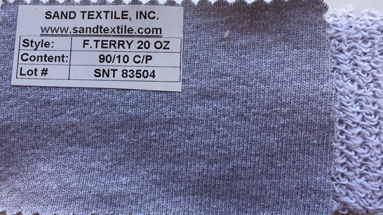 SAND TEXTILE, INC.
www.sandtextile.com
Style: F.TERRY 20 OZ
Content: 90/10 C/P
Lot # SNT 83504